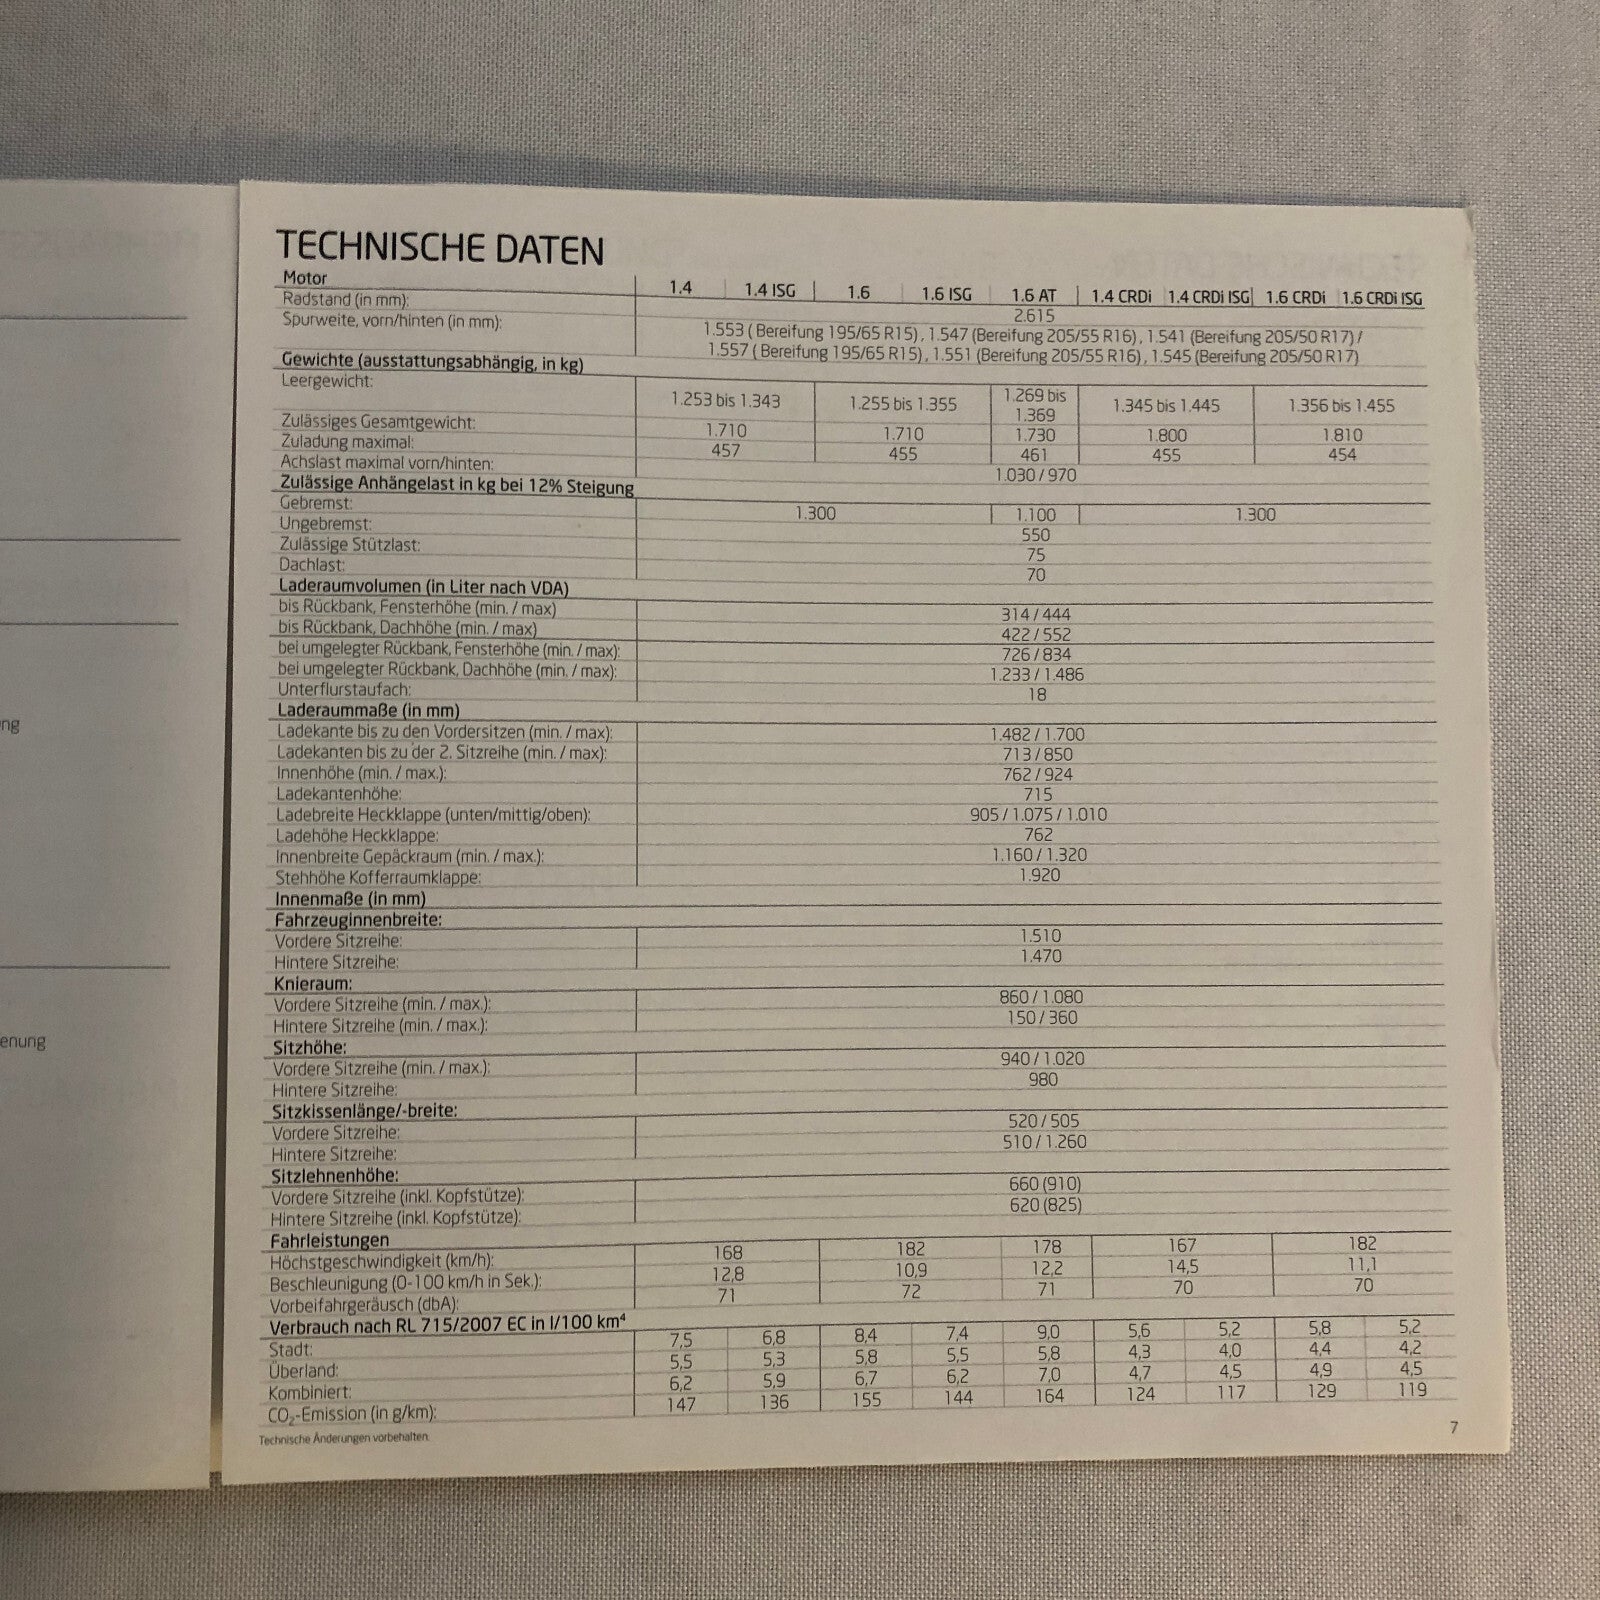 ng
enung
TECHNISCHE DATEN
Motor 1.4 1.4 ISG 1.6 1.6 ISG 1.6 AT 1.4 CRDi 1.4 CRDi ISG 1.6 CRDi 1.6 CRDi ISG
Radstand (in mm): 2.615
Spurweite, vorn/hinten (in mm): 1.553 ( Bereifung 195/65 R15), 1.547 (Bereifung 205/55 R16), 1.541 (Bereifung 205/50 R17) /
1.557 ( Bereifung 195/65 R15), 1.551 (Bereifung 205/55 R16), 1.545 (Bereifung 205/50 R17)
Gewichte (ausstattungsabhängig, in kg)
Leergewicht: 1.253 bis 1.343 1.255 bis 1.355 1.269 bis 1.369 1.345 bis 1.445 1.356 bis 1.455
Zulässiges Gesamtgewicht: 1.710 1.710 1.730 1.800 1.810
Zuladung maximal: 457 455 461 455 454
Achslast maximal vorn/hinten: 1.030 / 970
Zulässige Anhängelast in kg bei 12% Steigung
Gebremst: 1.300 1.100 1.300
Ungebremst: 550
Zulässige Stützlast: 75
Dachlast: 70
Laderaumvolumen (in Liter nach VDA)
bis Rückbank, Fensterhöhe (min. / max) 314 / 444
bis Rückbank, Dachhöhe (min. / max) 422 / 552
bei umgelegter Rückbank, Fensterhöhe (min. / max): 726 / 834
bei umgelegter Rückbank, Dachhöhe (min. / max): 1.233 / 1.486
Unterflurstaufach: 18
Laderaummaße (in mm)
Ladekante bis zu den Vordersitzen (min. / max): 1.482 / 1.700
Ladekanten bis zu der 2. Sitzreihe (min. / max): 713 / 850
Innenhöhe (min. / max.): 762 / 924
Ladekantenhöhe: 715
Ladebreite Heckklappe (unten/mittig/oben): 905 / 1.075 / 1.010
Ladehöhe Heckklappe: 762
Innenbreite Gepäckraum (min. / max.): 1.160 / 1.320
Stehhöhe Kofferraumklappe: 1.920
Innenmaße (in mm)
Fahrzeuginnenbreite:
Vordere Sitzreihe: 1.510
Hintere Sitzreihe: 1.470
Knieraum:
Vordere Sitzreihe (min. / max.): 860 / 1.080
Hintere Sitzreihe (min. / max.): 150 / 360
Sitzhöhe:
Vordere Sitzreihe (min. / max.): 940 / 1.020
Hintere Sitzreihe: 980
Sitzkissenlänge/-breite:
Vordere Sitzreihe: 520 / 505
Hintere Sitzreihe: 510 / 1.260
Sitzlehnenhöhe:
Vordere Sitzreihe (inkl. Kopfstütze): 660 (910)
Hintere Sitzreihe (inkl. Kopfstütze): 620 (825)
Fahrleistungen
Höchstgeschwindigkeit (km/h): 168 182 178 167 182
Beschleunigung (0-100 km/h in Sek.): 12,8 10,9 12,2 14,5 11,1
Vorbeifahrgeräusch (dbA): 71 72 71 70 70
Verbrauch nach RL 715/2007 EC in l/100 km⁴
Stadt: 7,5 6,8 8,4 7,4 9,0 5,6 5,2 5,8 5,2
Überland: 5,5 5,3 5,8 5,5 5,8 4,3 4,0 4,4 4,2
Kombiniert: 6,2 5,9 6,7 6,2 7,0 4,7 4,5 4,9 4,5
CO₂-Emission (in g/km): 147 136 155 144 164 124 117 129 119
Technische Änderungen vorbehalten.
7